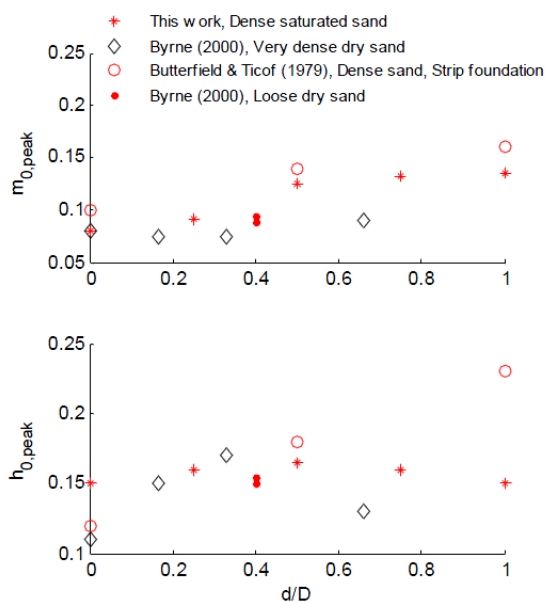 This work, Dense saturated sand
Byrne (2000), Very dense dry sand
Butterfield & Ticof (1979), Dense sand, Strip foundation
Byrne (2000), Loose dry sand
0.25
0.2
0.15
0.1
0.05
m0,peak
0 0.2 0.4 0.6 0.8 1
0.25
0.2
0.15
0.1
h0,peak
0 0.2 0.4 0.6 0.8 1
d/D